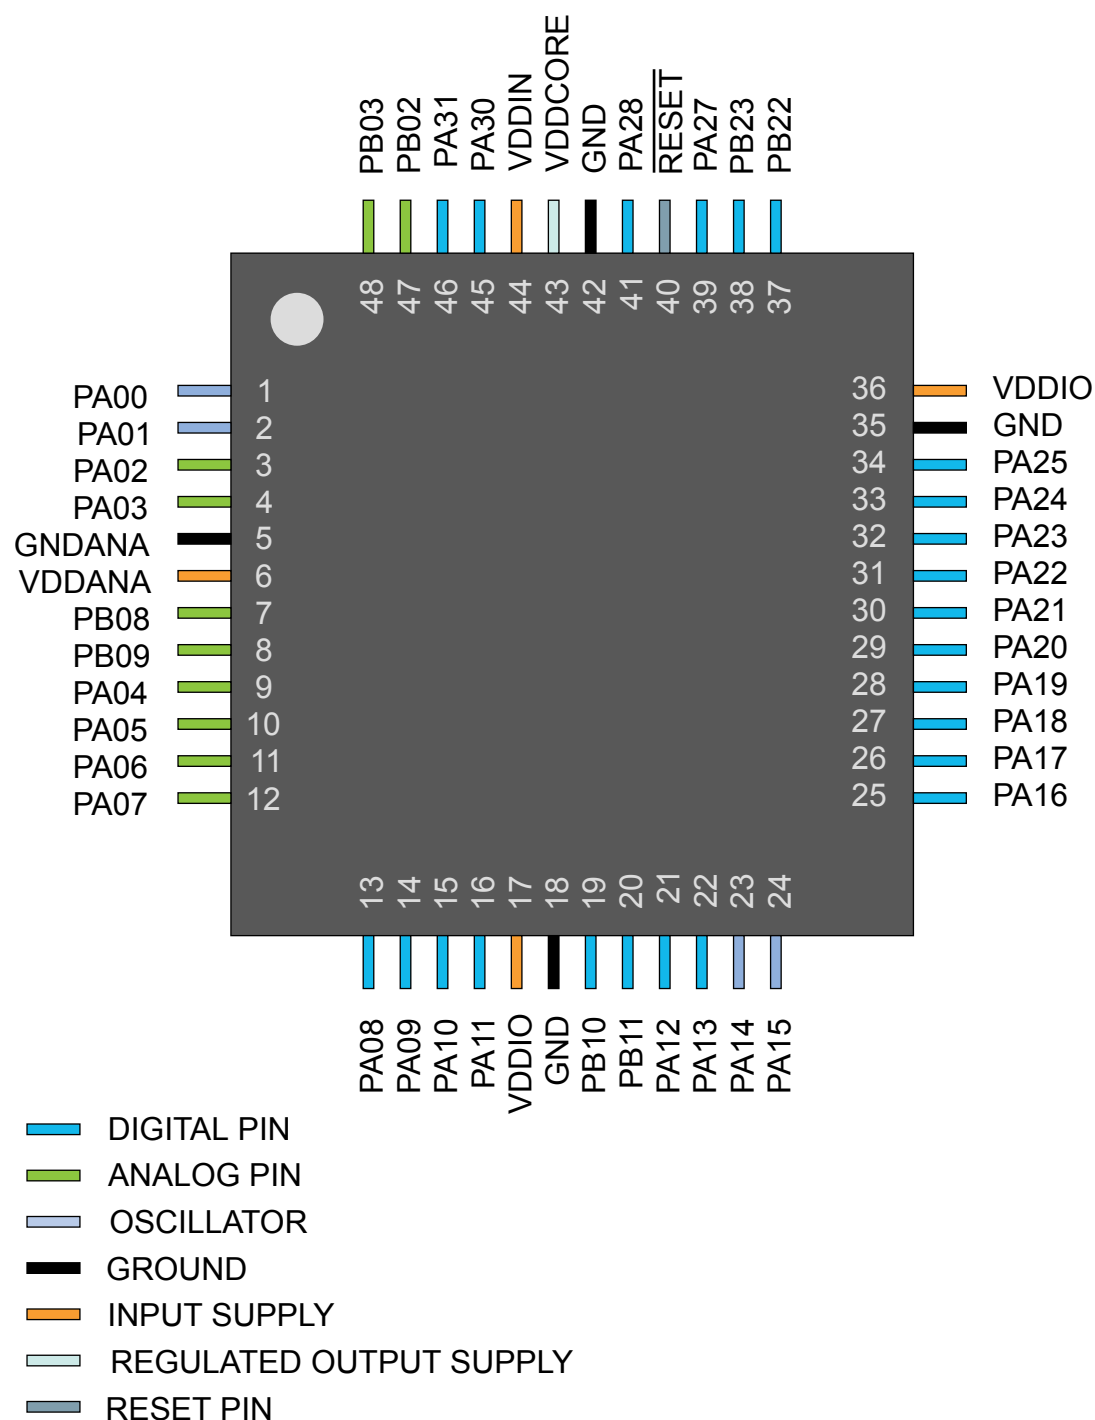 PB03
PB02
PA31
PA30
VDDIN
VDDCORE
GND
PA28
RESET
PA27
PB23
PB22
48
47
46
45
44
43
42
41
40
39
38
37
PA00 1
PA01 2
PA02 3
PA03 4
GNDANA 5
VDDANA 6
PB08 7
PB09 8
PA04 9
PA05 10
PA06 11
PA07 12
36 VDDIO
35 GND
34 PA25
33 PA24
32 PA23
31 PA22
30 PA21
29 PA20
28 PA19
27 PA18
26 PA17
25 PA16
13
14
15
16
17
18
19
20
21
22
23
24
PA08
PA09
PA10
PA11
VDDIO
GND
PB10
PB11
PA12
PA13
PA14
PA15
DIGITAL PIN
ANALOG PIN
OSCILLATOR
GROUND
INPUT SUPPLY
REGULATED OUTPUT SUPPLY
RESET PIN